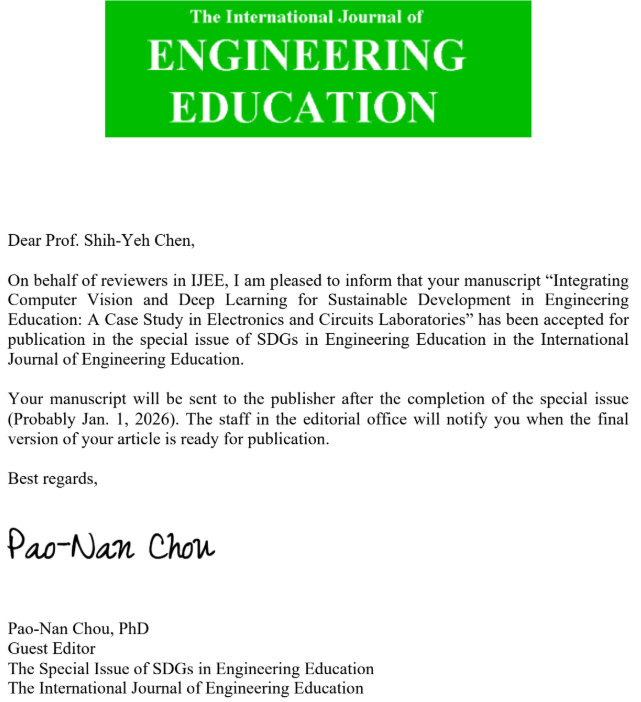 The International Journal of
ENGINEERING
EDUCATION
Dear Prof. Shih-Yeh Chen,
On behalf of reviewers in IJEE, I am pleased to inform that your manuscript “Integrating
Computer Vision and Deep Learning for Sustainable Development in Engineering
Education: A Case Study in Electronics and Circuits Laboratories” has been accepted for
publication in the special issue of SDGs in Engineering Education in the International
Journal of Engineering Education.
Your manuscript will be sent to the publisher after the completion of the special issue
(Probably Jan. 1, 2026). The staff in the editorial office will notify you when the final
version of your article is ready for publication.
Best regards,
Pao-Nan Chou
Pao-Nan Chou, PhD
Guest Editor
The Special Issue of SDGs in Engineering Education
The International Journal of Engineering Education